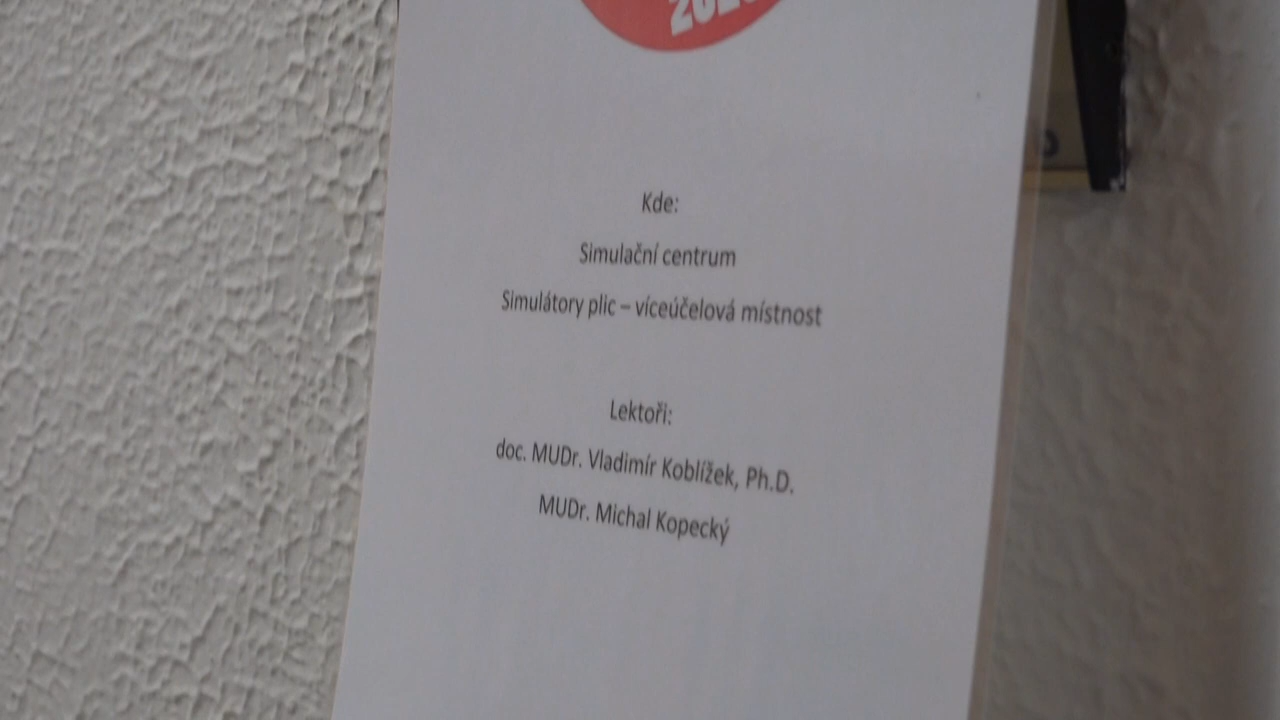 Kde:
Simulační centrum
Simulátory plic – víceúčelová místnost
Lektoři:
doc. MUDr. Vladimír Koblížek, Ph.D.
MUDr. Michal Kopecký